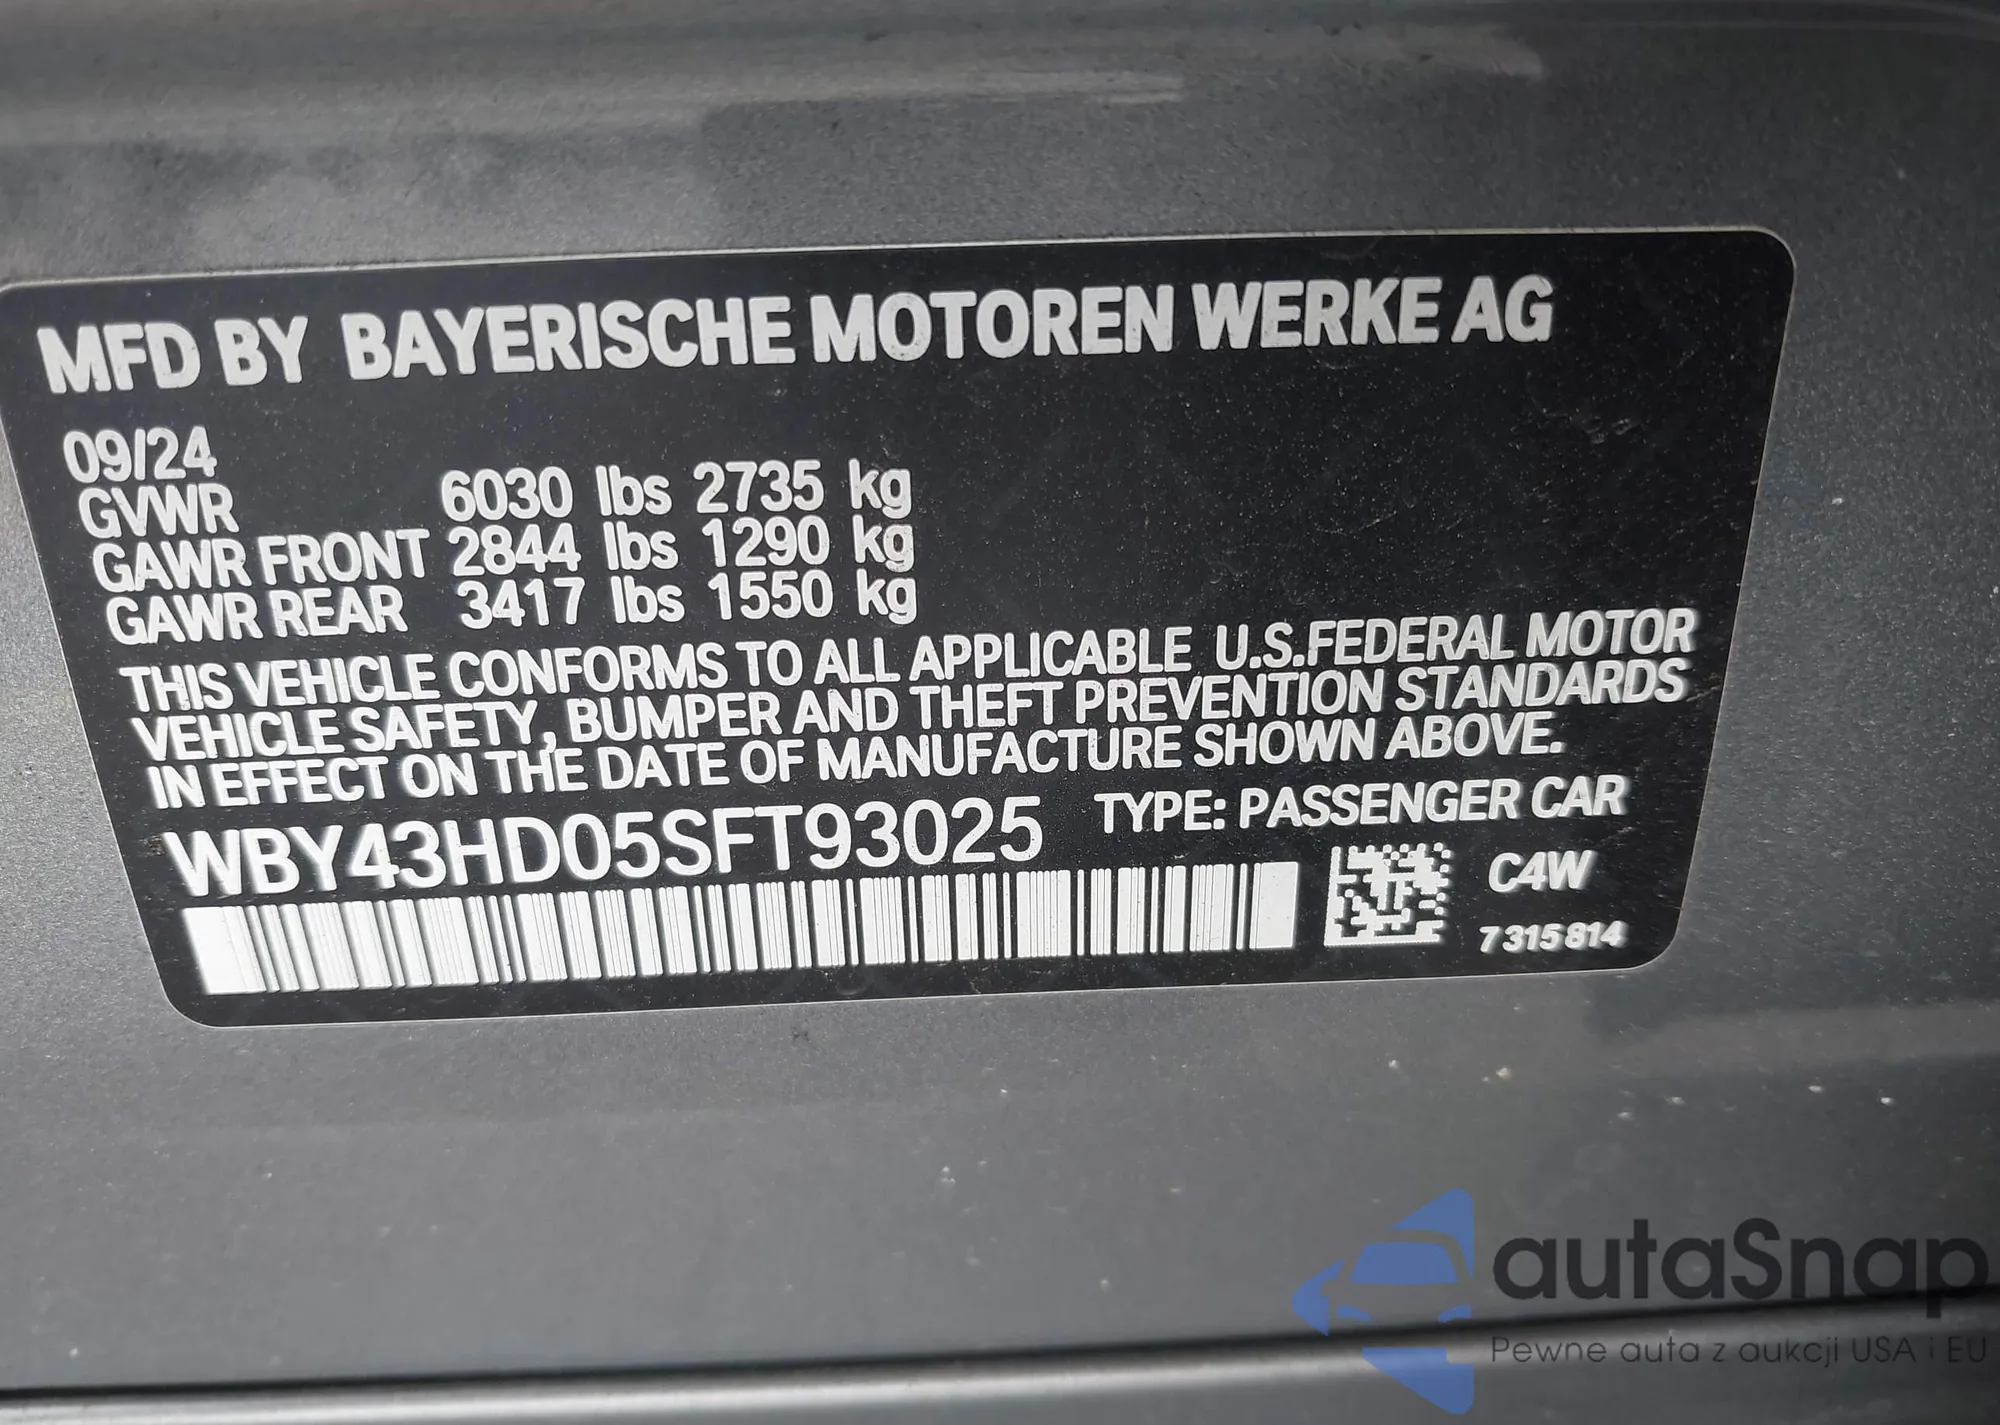 MFD BY BAYERISCHE MOTOREN WERKE AG
09/24
GVWR 6030 lbs 2735 kg
GAWR FRONT 2844 lbs 1290 kg
GAWR REAR 3417 lbs 1550 kg
THIS VEHICLE CONFORMS TO ALL APPLICABLE U.S.FEDERAL MOTOR
VEHICLE SAFETY, BUMPER AND THEFT PREVENTION STANDARDS
IN EFFECT ON THE DATE OF MANUFACTURE SHOWN ABOVE.
WBY43HD05SFT93025 TYPE: PASSENGER CAR
C4W
7315814
autaSnap
Pewne auta z aukcji USA i EU